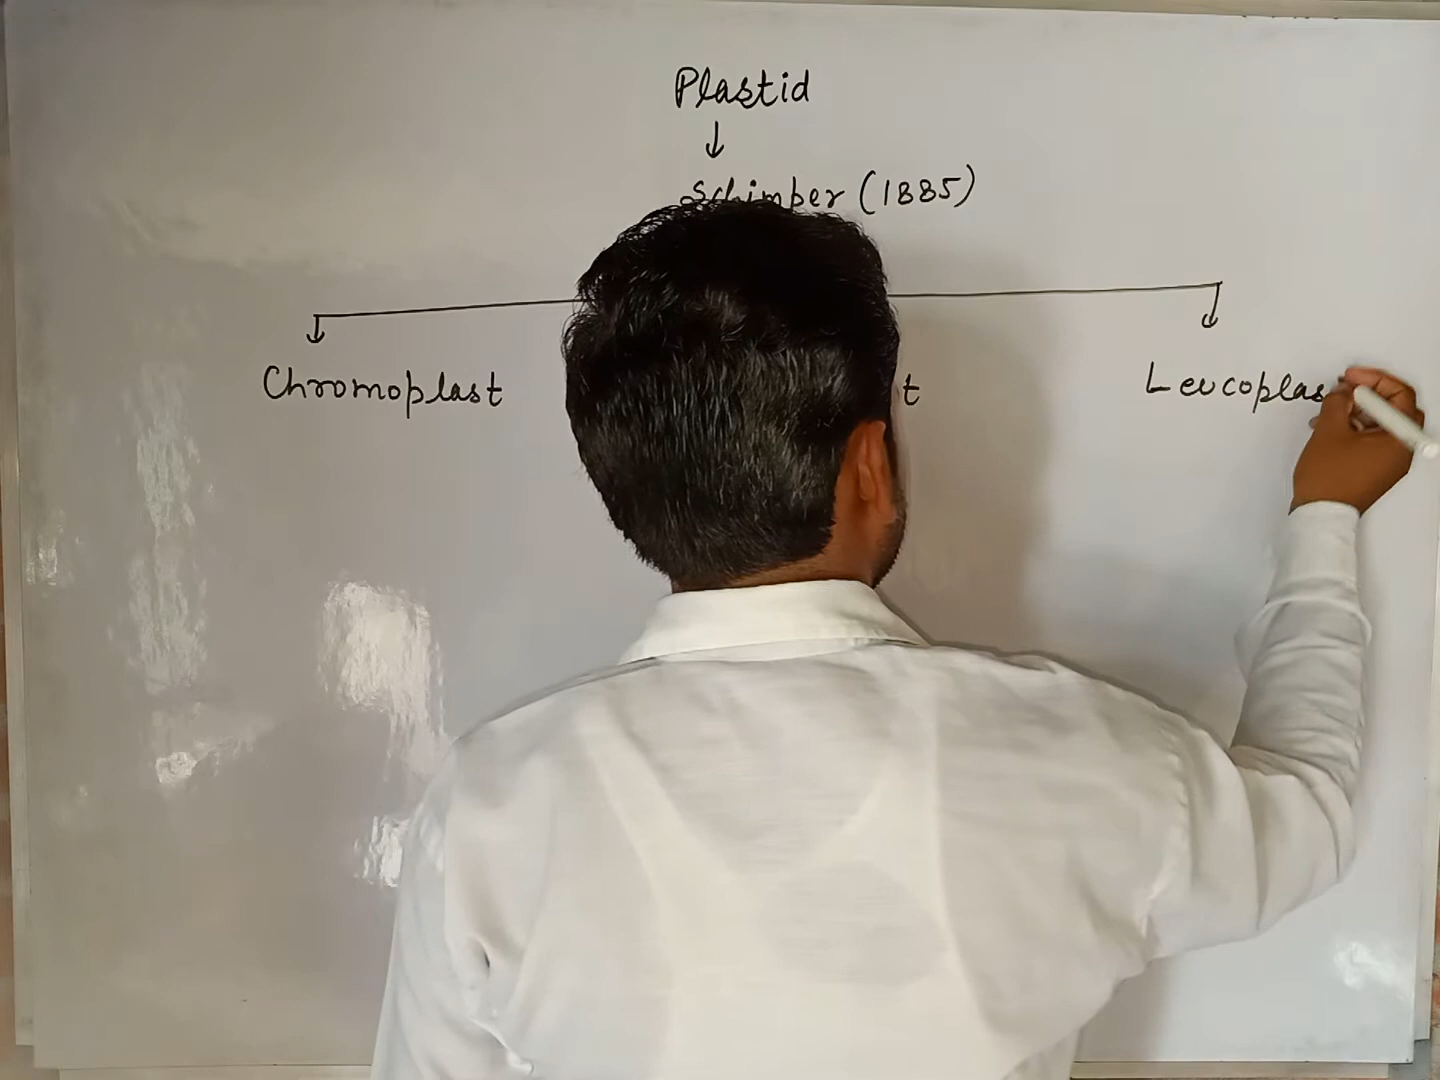 Plastid
↓
Schimper (1885)
Chromoplast
Leucoplas